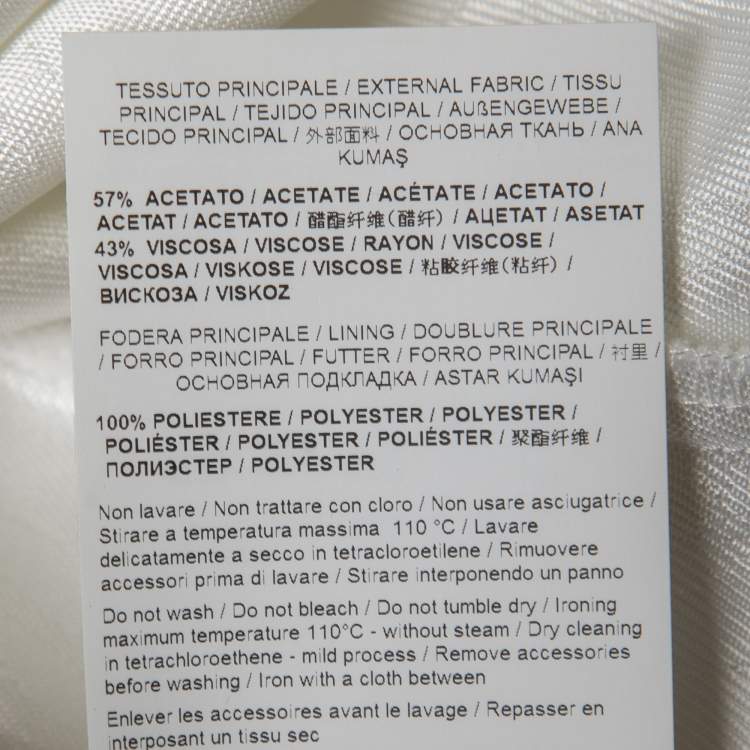 TESSUTO PRINCIPALE / EXTERNAL FABRIC / TISSU
PRINCIPAL / TEJIDO PRINCIPAL / AUßENGEWEBE /
TECIDO PRINCIPAL / 外部面料 / ОСНОВНАЯ ТКАНЬ / ANA
KUMAŞ
57% ACETATO / ACETATE / ACÉTATE / ACETATO /
ACETAT / ACETATO / 醋酯纤维(醋纤) / АЦЕТАТ / ASETAT
43% VISCOSA / VISCOSE / RAYON / VISCOSE /
VISCOSA / VISKOSE / VISCOSE / 粘胶纤维(粘纤) /
ВИСКОЗА / VISKOZ
FODERA PRINCIPALE / LINING / DOUBLURE PRINCIPALE
/ FORRO PRINCIPAL / FUTTER / FORRO PRINCIPAL / 衬里 /
ОСНОВНАЯ ПОДКЛАДКА / ASTAR KUMAŞI
100% POLIESTERE / POLYESTER / POLYESTER /
POLIÉSTER / POLYESTER / POLIÉSTER / 聚酯纤维 /
ПОЛИЭСТЕР / POLYESTER
Non lavare / Non trattare con cloro / Non usare asciugatrice /
Stirare a temperatura massima 110 °C / Lavare
delicatamente a secco in tetracloroetilene / Rimuovere
accessori prima di lavare / Stirare interponendo un panno
Do not wash / Do not bleach / Do not tumble dry / Ironing
maximum temperature 110°C - without steam / Dry cleaning
in tetrachloroethene - mild process / Remove accessories
before washing / Iron with a cloth between
Enlever les accessoires avant le lavage / Repasser en
interposant un tissu sec